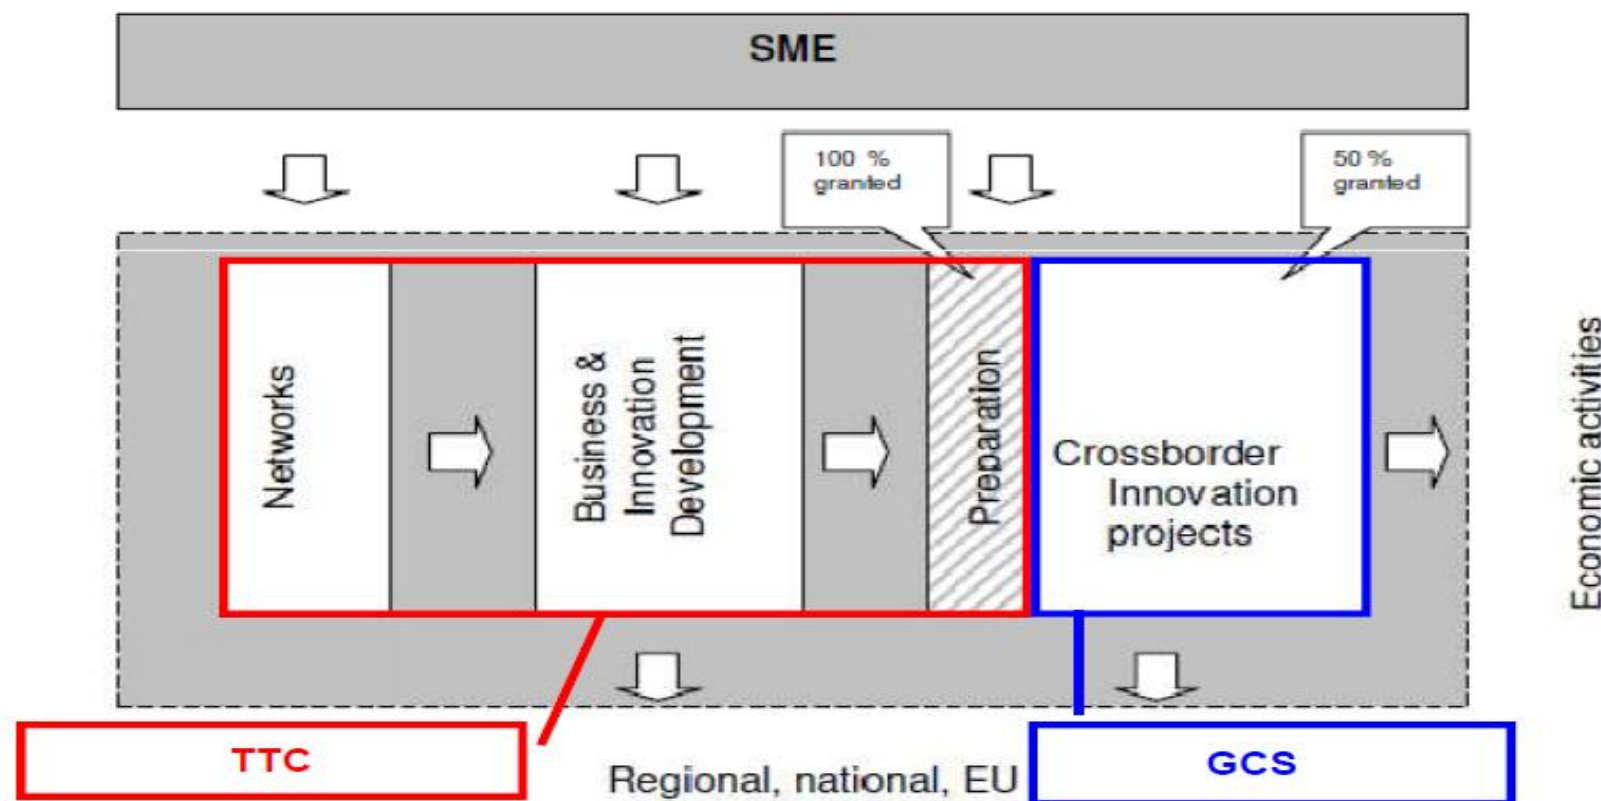 SME
100 %
granted
50 %
granted
Networks
Business &
Innovation
Development
Preparation
Crossborder
Innovation
projects
Economic activities
TTC
Regional, national, EU
GCS